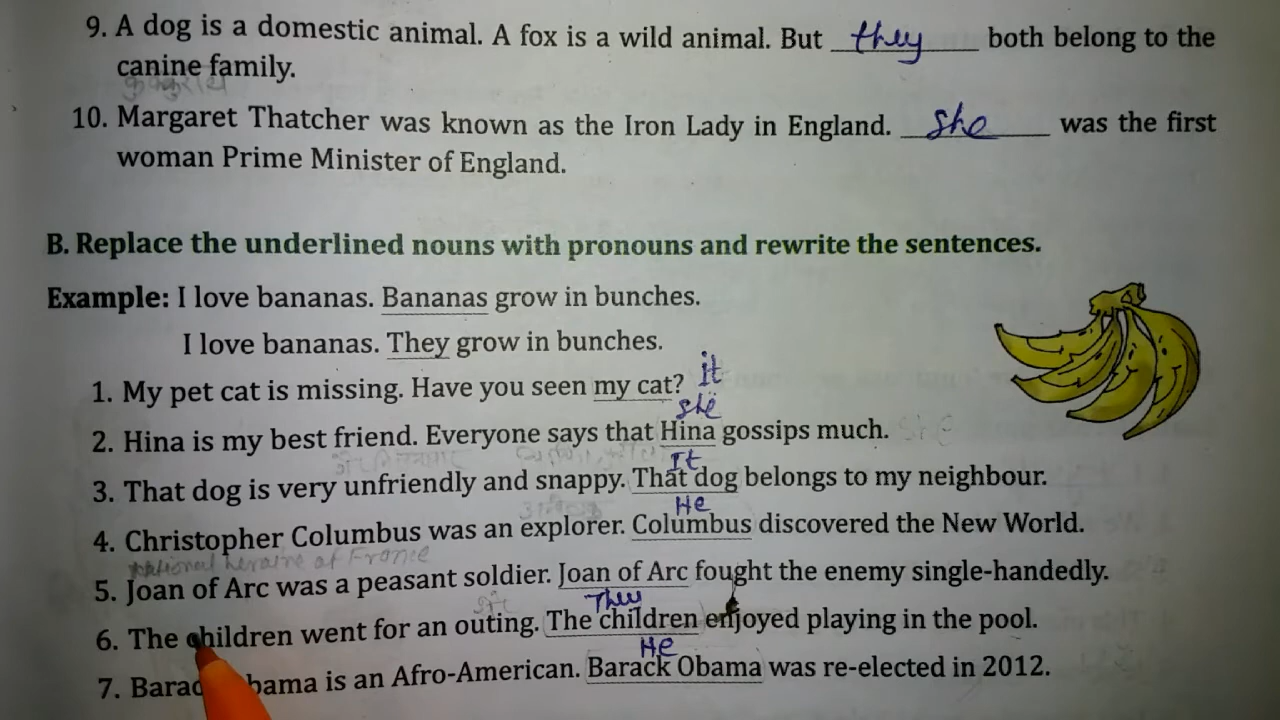 9. A dog is a domestic animal. A fox is a wild animal. But they both belong to the
canine family.
10. Margaret Thatcher was known as the Iron Lady in England. she was the first
woman Prime Minister of England.
B. Replace the underlined nouns with pronouns and rewrite the sentences.
Example: I love bananas. Bananas grow in bunches.
I love bananas. They grow in bunches.
it
1. My pet cat is missing. Have you seen my cat?
she
2. Hina is my best friend. Everyone says that Hina gossips much. she
It
3. That dog is very unfriendly and snappy. That dog belongs to my neighbour.
He
4. Christopher Columbus was an explorer. Columbus discovered the New World.
national heroine of France
5. Joan of Arc was a peasant soldier. Joan of Arc fought the enemy single-handedly.
They
6. The children went for an outing. The children enjoyed playing in the pool.
He
7. Barack Obama is an Afro-American. Barack Obama was re-elected in 2012.